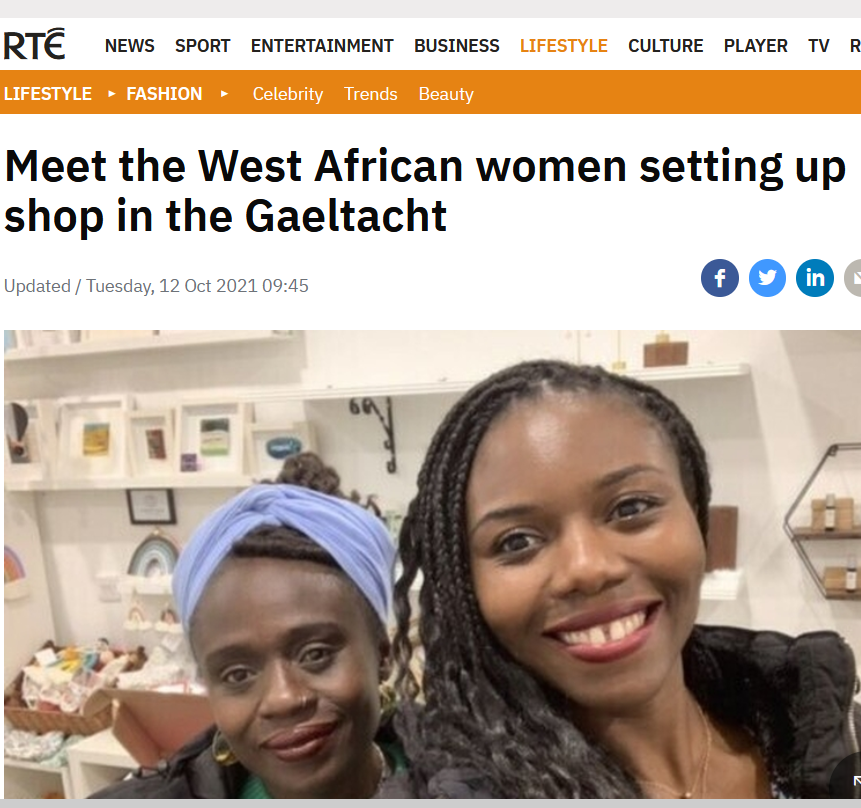 RTÉ
NEWS SPORT ENTERTAINMENT BUSINESS LIFESTYLE CULTURE PLAYER TV R
LIFESTYLE ▸ FASHION ▸ Celebrity Trends Beauty
Meet the West African women setting up
shop in the Gaeltacht
Updated / Tuesday, 12 Oct 2021 09:45
f in